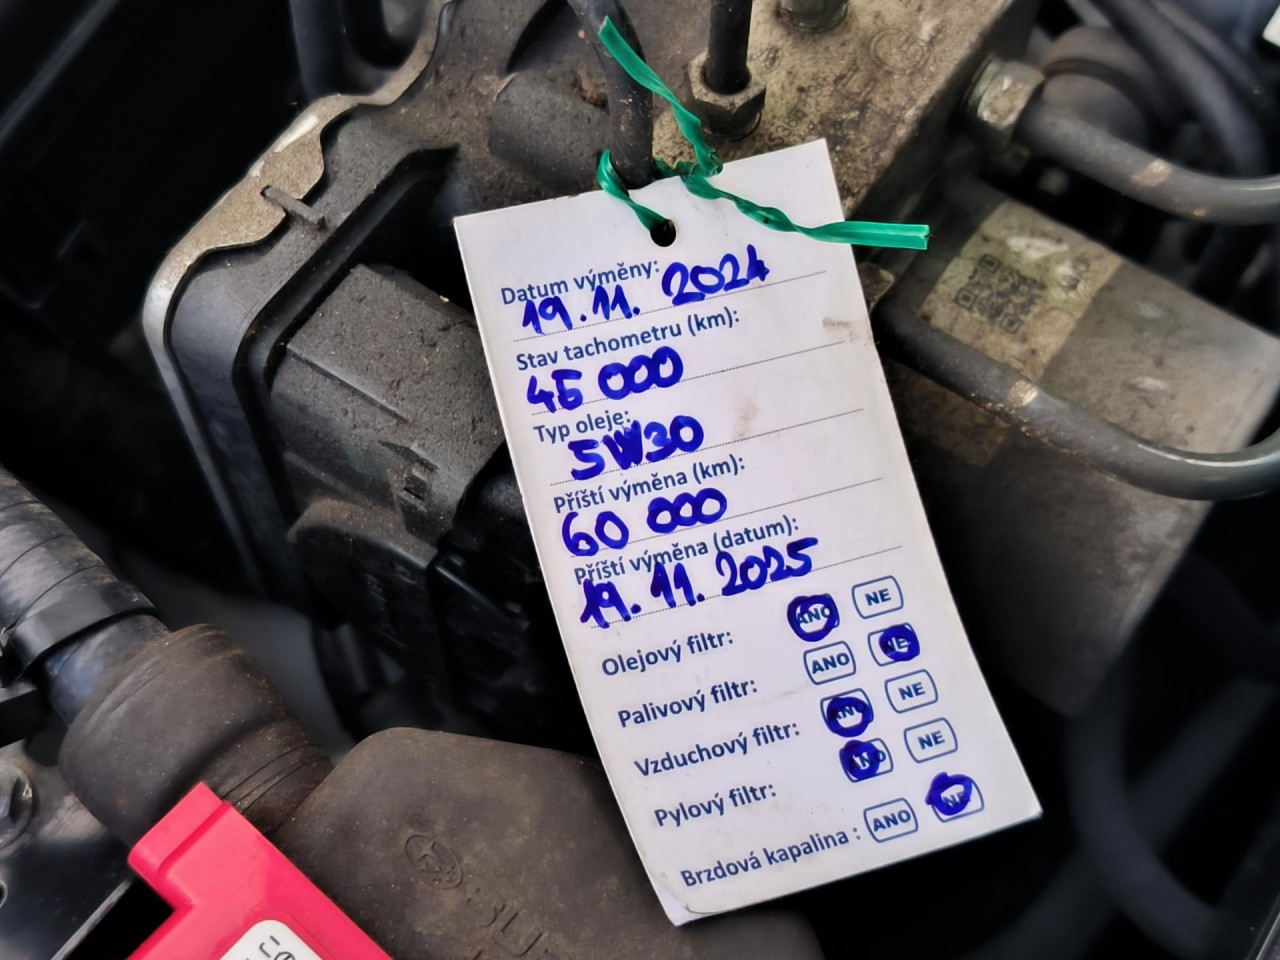 Datum výměny:
19.11. 2024
Stav tachometru (km):
45 000
Typ oleje:
5W30
Příští výměna (km):
60 000
Příští výměna (datum):
19.11. 2025
Olejový filtr: ANO NE
Palivový filtr: ANO NE
Vzduchový filtr: ANO NE
Pylový filtr: ANO NE
Brzdová kapalina : ANO NE